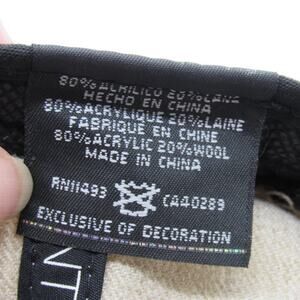 80%ACRILICO 20%LANA
HECHO EN CHINA
80%ACRYLIQUE 20%LAINE
FABRIQUE EN CHINE
80%ACRYLIC 20%WOOL
MADE IN CHINA
RN11493 CA40289
EXCLUSIVE OF DECORATION
NT